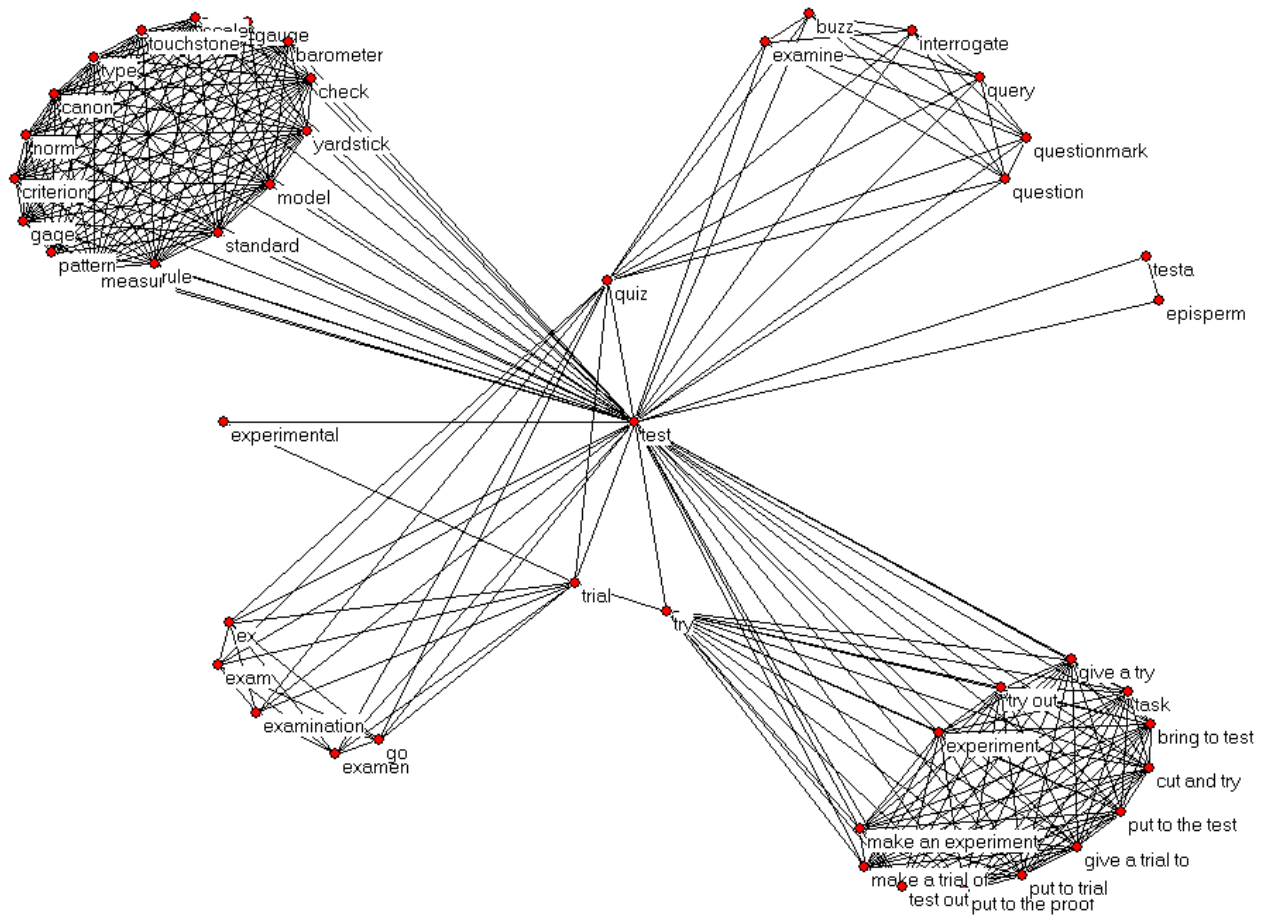 buzz
scale
interrogate
gauge
touchstone
barometer
examine
types
check
query
canon
yardstick
norm
questionmark
criterion
question
model
gage
standard
pattern
testa
measu
rule
quiz
episperm
experimental
test
trial
try
ex
give a try
exam
try out
task
examination
bring to test
experiment
go
examen
cut and try
put to the test
make an experiment
give a trial to
make a trial of
put to trial
test out
put to the proof